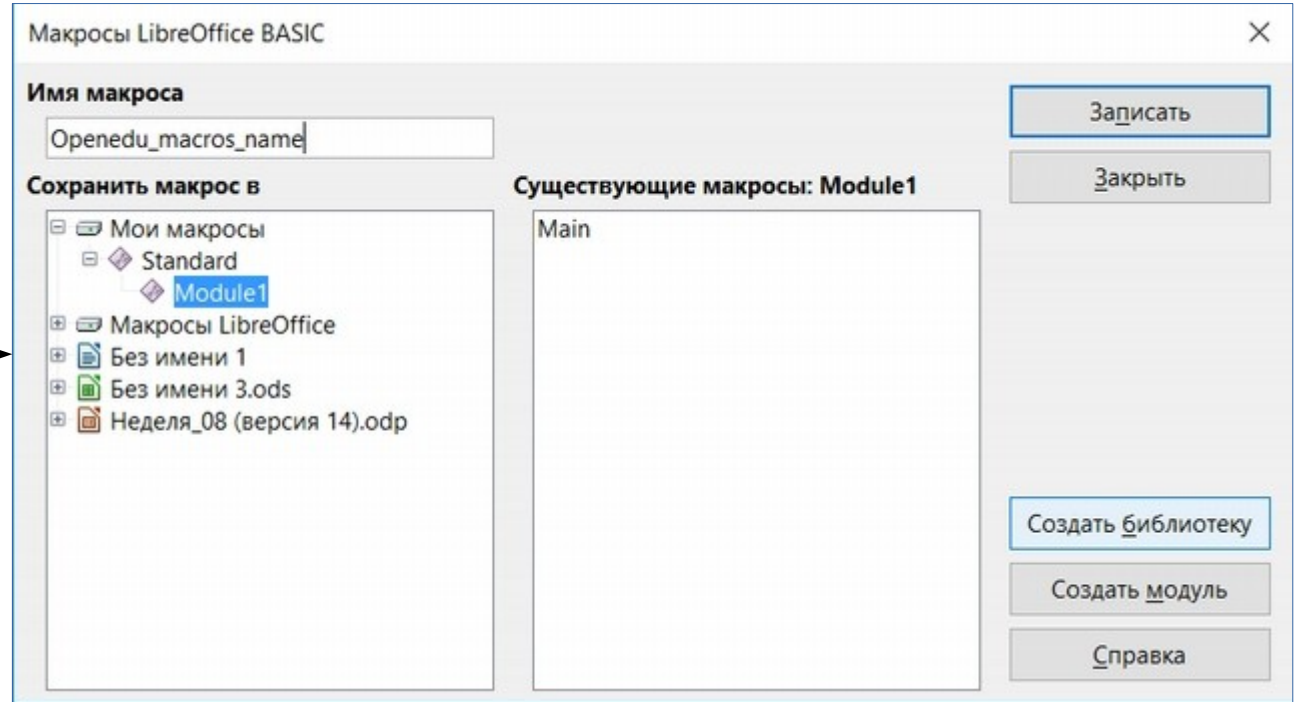 Макросы LibreOffice BASIC
Имя макроса
Openedu_macros_name
Сохранить макрос в
Мои макросы
Standard
Module1
Макросы LibreOffice
Без имени 1
Без имени 3.ods
Неделя_08 (версия 14).odp
Существующие макросы: Module1
Main
Записать
Закрыть
Создать библиотеку
Создать модуль
Справка